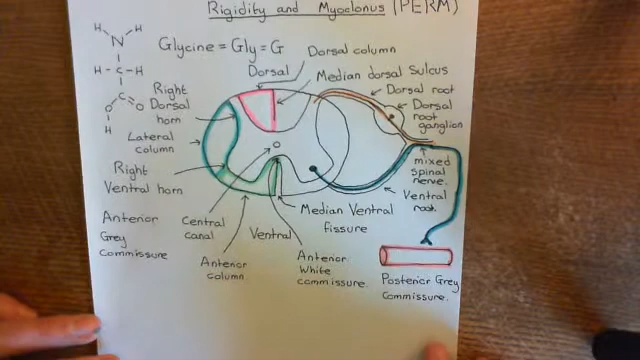 Rigidity and Myoclonus (PERM)
Glycine = Gly = G
H H
N
H - C - H
C
O O
H
Dorsal column
Dorsal
Median dorsal Sulcus
Dorsal root
Dorsal
root
ganglion
Right
Dorsal
horn
Lateral
column
Right
Ventral horn
Anterior
Grey
Commissure
Central
canal
Anterior
column
Ventral
Median Ventral
fissure
Anterior
White
commissure
mixed
spinal
nerve.
Ventral
root
Posterior Grey
Commissure.